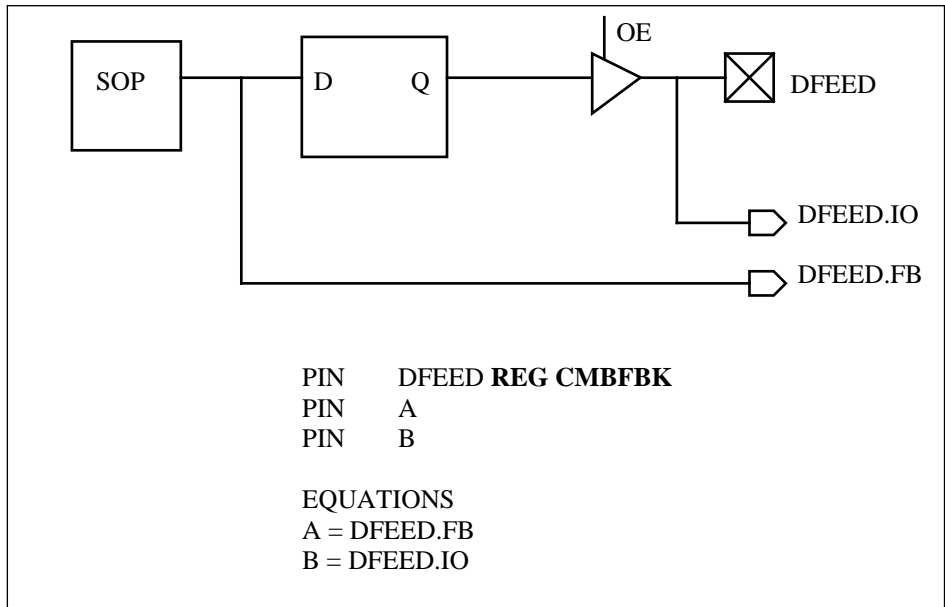 OE
SOP
D
Q
DFEED
DFEED.IO
DFEED.FB
PIN DFEED REG CMBFBK
PIN A
PIN B
EQUATIONS
A = DFEED.FB
B = DFEED.IO